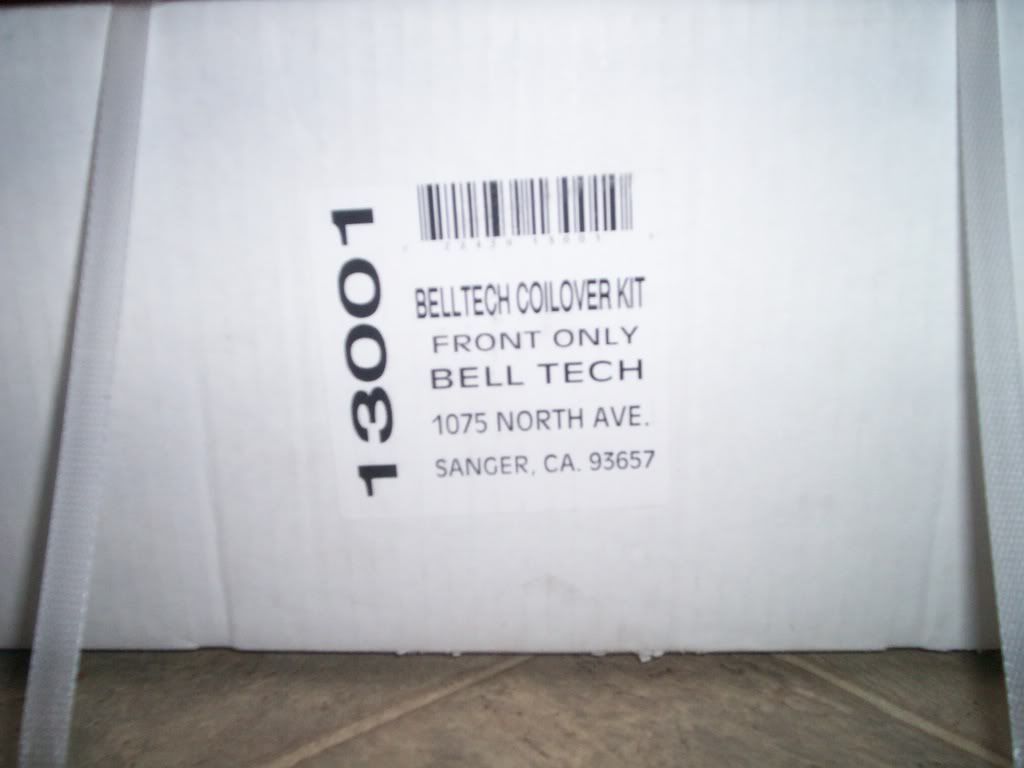 13001
BELLTECH COILOVER KIT
FRONT ONLY
BELL TECH
1075 NORTH AVE.
SANGER, CA. 93657